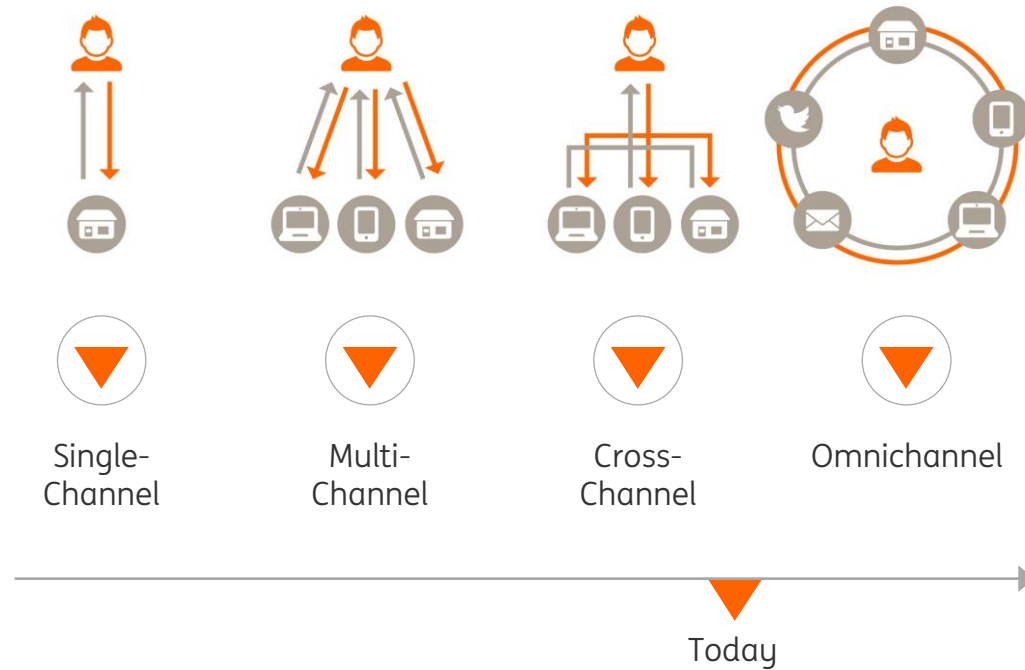 Single-
Channel
Multi-
Channel
Cross-
Channel
Omnichannel
Today